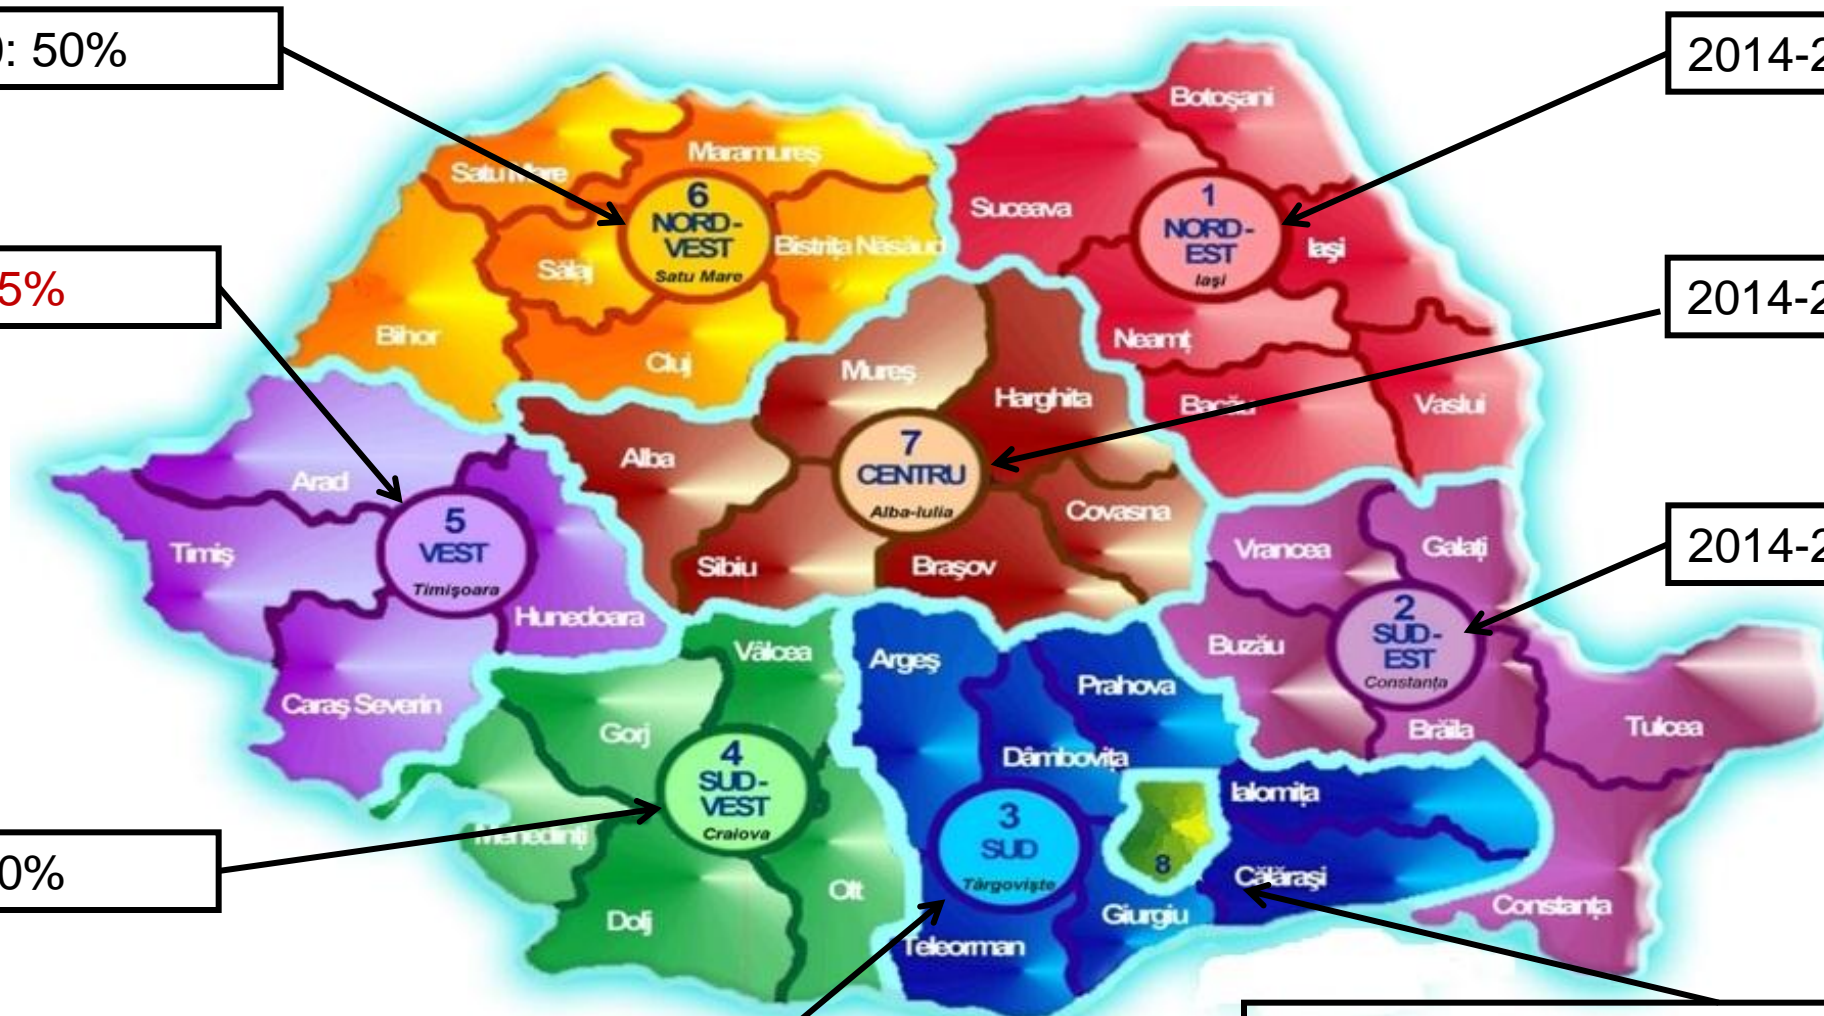 : 50%
2014-2
Botoşani
Maramureş
Satu Mare
6
NORD-
VEST
Satu Mare
Suceava
1
NORD-
EST
Iaşi
Iaşi
Bistriţa Năsăud
Sălaj
5%
2014-2
Bihor
Cluj
Neamţ
Mureş
Harghita
Bacău
Vaslui
Alba
7
CENTRU
Alba-Iulia
Arad
Covasna
5
VEST
Timişoara
Timiş
Sibiu
Braşov
Vrancea
Galaţi
2014-2
Hunedoara
2
SUD-
EST
Constanţa
Buzău
Vâlcea
Argeş
Prahova
Caraş Severin
Gorj
Brăila
Tulcea
4
SUD-
VEST
Craiova
Dâmboviţa
Ialomiţa
Menedinţi
3
SUD
Târgovişte
8
Călăraşi
0%
Olt
Dolj
Giurgiu
Constanţa
Teleorman